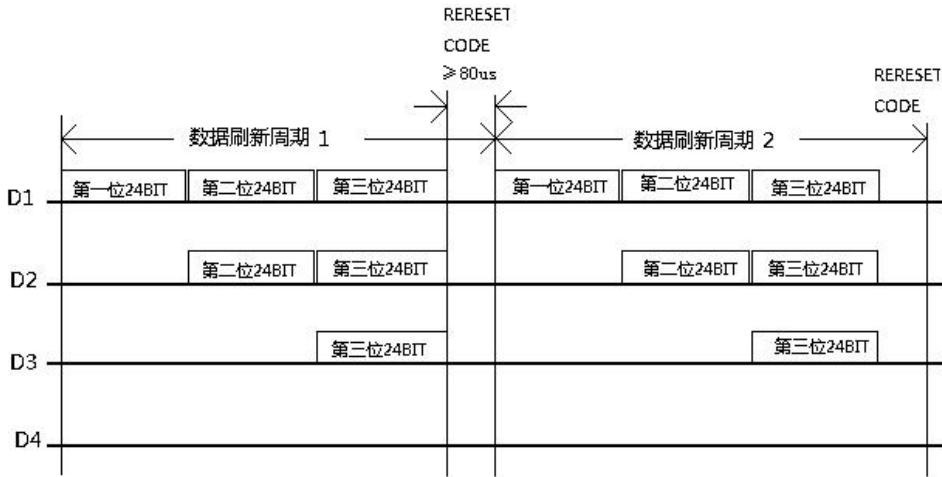 RERESET
CODE
≥80us
RERESET
CODE
数据刷新周期 1
数据刷新周期 2
D1
第一位24BIT
第二位24BIT
第三位24BIT
第一位24BIT
第二位24BIT
第三位24BIT
D2
第二位24BIT
第三位24BIT
第二位24BIT
第三位24BIT
D3
第三位24BIT
第三位24BIT
D4